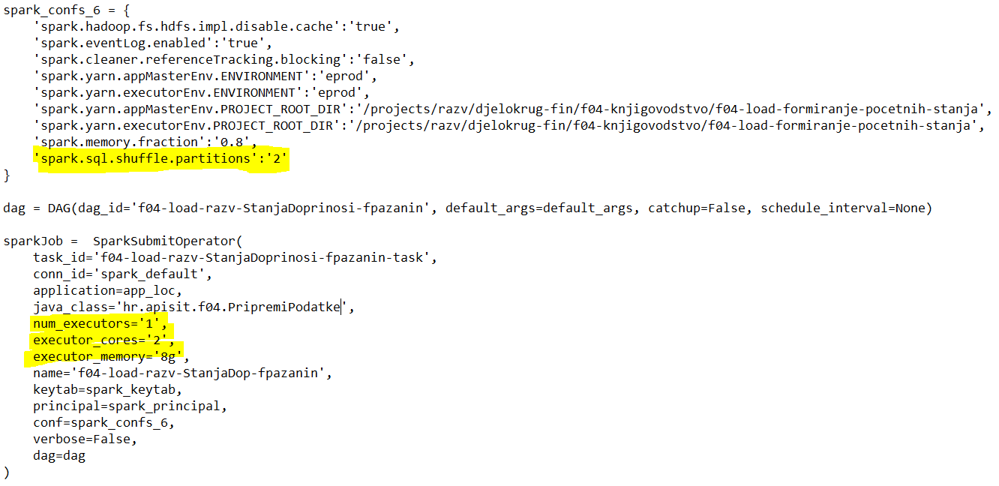 spark_confs_6 = {
    'spark.hadoop.fs.hdfs.impl.disable.cache':'true',
    'spark.eventLog.enabled':'true',
    'spark.cleaner.referenceTracking.blocking':'false',
    'spark.yarn.appMasterEnv.ENVIRONMENT':'eprod',
    'spark.yarn.executorEnv.ENVIRONMENT':'eprod',
    'spark.yarn.appMasterEnv.PROJECT_ROOT_DIR':'/projects/razv/djelokrug-fin/f04-knjigovodstvo/f04-load-formiranje-pocetnih-stanja',
    'spark.yarn.executorEnv.PROJECT_ROOT_DIR':'/projects/razv/djelokrug-fin/f04-knjigovodstvo/f04-load-formiranje-pocetnih-stanja',
    'spark.memory.fraction':'0.8',
    'spark.sql.shuffle.partitions':'2'
}
dag = DAG(dag_id='f04-load-razv-StanjaDoprinosi-fpazanin', default_args=default_args, catchup=False, schedule_interval=None)
sparkJob =  SparkSubmitOperator(
    task_id='f04-load-razv-StanjaDoprinosi-fpazanin-task',
    conn_id='spark_default',
    application=app_loc,
    java_class='hr.apisit.f04.PripremiPodatke',
    num_executors='1',
    executor_cores='2',
    executor_memory='8g',
    name='f04-load-razv-StanjaDop-fpazanin',
    keytab=spark_keytab,
    principal=spark_principal,
    conf=spark_confs_6,
    verbose=False,
    dag=dag
)